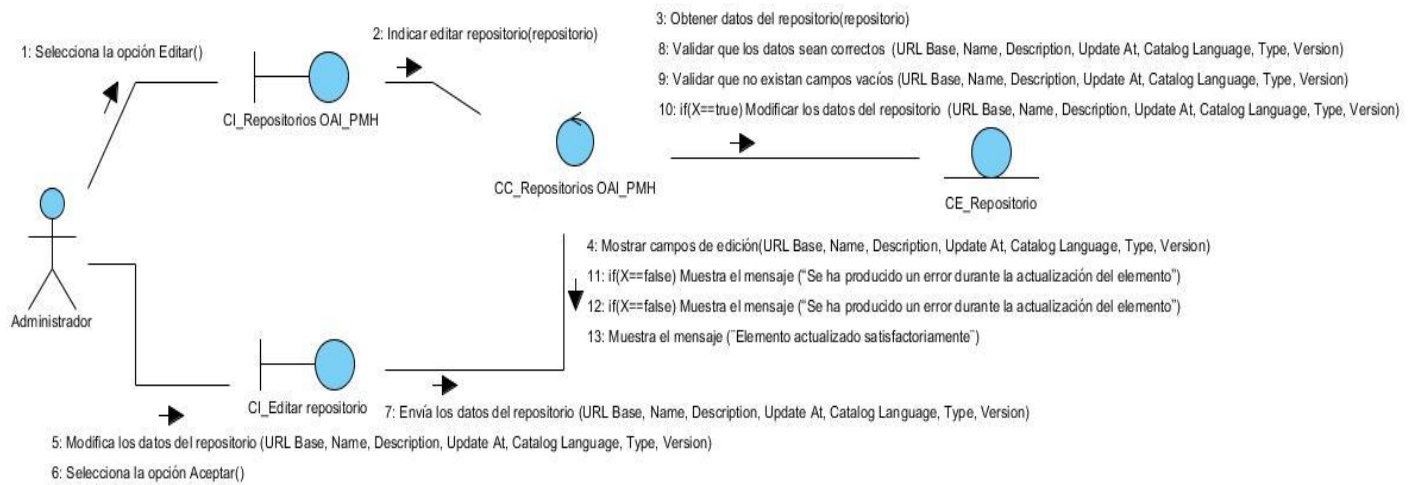 3: Obtener datos del repositorio(repositorio)
2: Indicar editar repositorio(repositorio)
1: Selecciona la opción Editar()
8: Validar que los datos sean correctos (URL Base, Name, Description, Update At, Catalog Language, Type, Version)
9: Validar que no existan campos vacíos (URL Base, Name, Description, Update At, Catalog Language, Type, Version)
10: if(X==true) Modificar los datos del repositorio (URL Base, Name, Description, Update At, Catalog Language, Type, Version)
CI_Repositorios OAI_PMH
CC_Repositorios OAI_PMH
CE_Repositorio
4: Mostrar campos de edición(URL Base, Name, Description, Update At, Catalog Language, Type, Version)
11: if(X==false) Muestra el mensaje (“Se ha producido un error durante la actualización del elemento”)
12: if(X==false) Muestra el mensaje (“Se ha producido un error durante la actualización del elemento”)
13: Muestra el mensaje (¨Elemento actualizado satisfactoriamente¨)
Administrador
CI_Editar repositorio
7: Envía los datos del repositorio (URL Base, Name, Description, Update At, Catalog Language, Type, Version)
5: Modifica los datos del repositorio (URL Base, Name, Description, Update At, Catalog Language, Type, Version)
6: Selecciona la opción Aceptar()